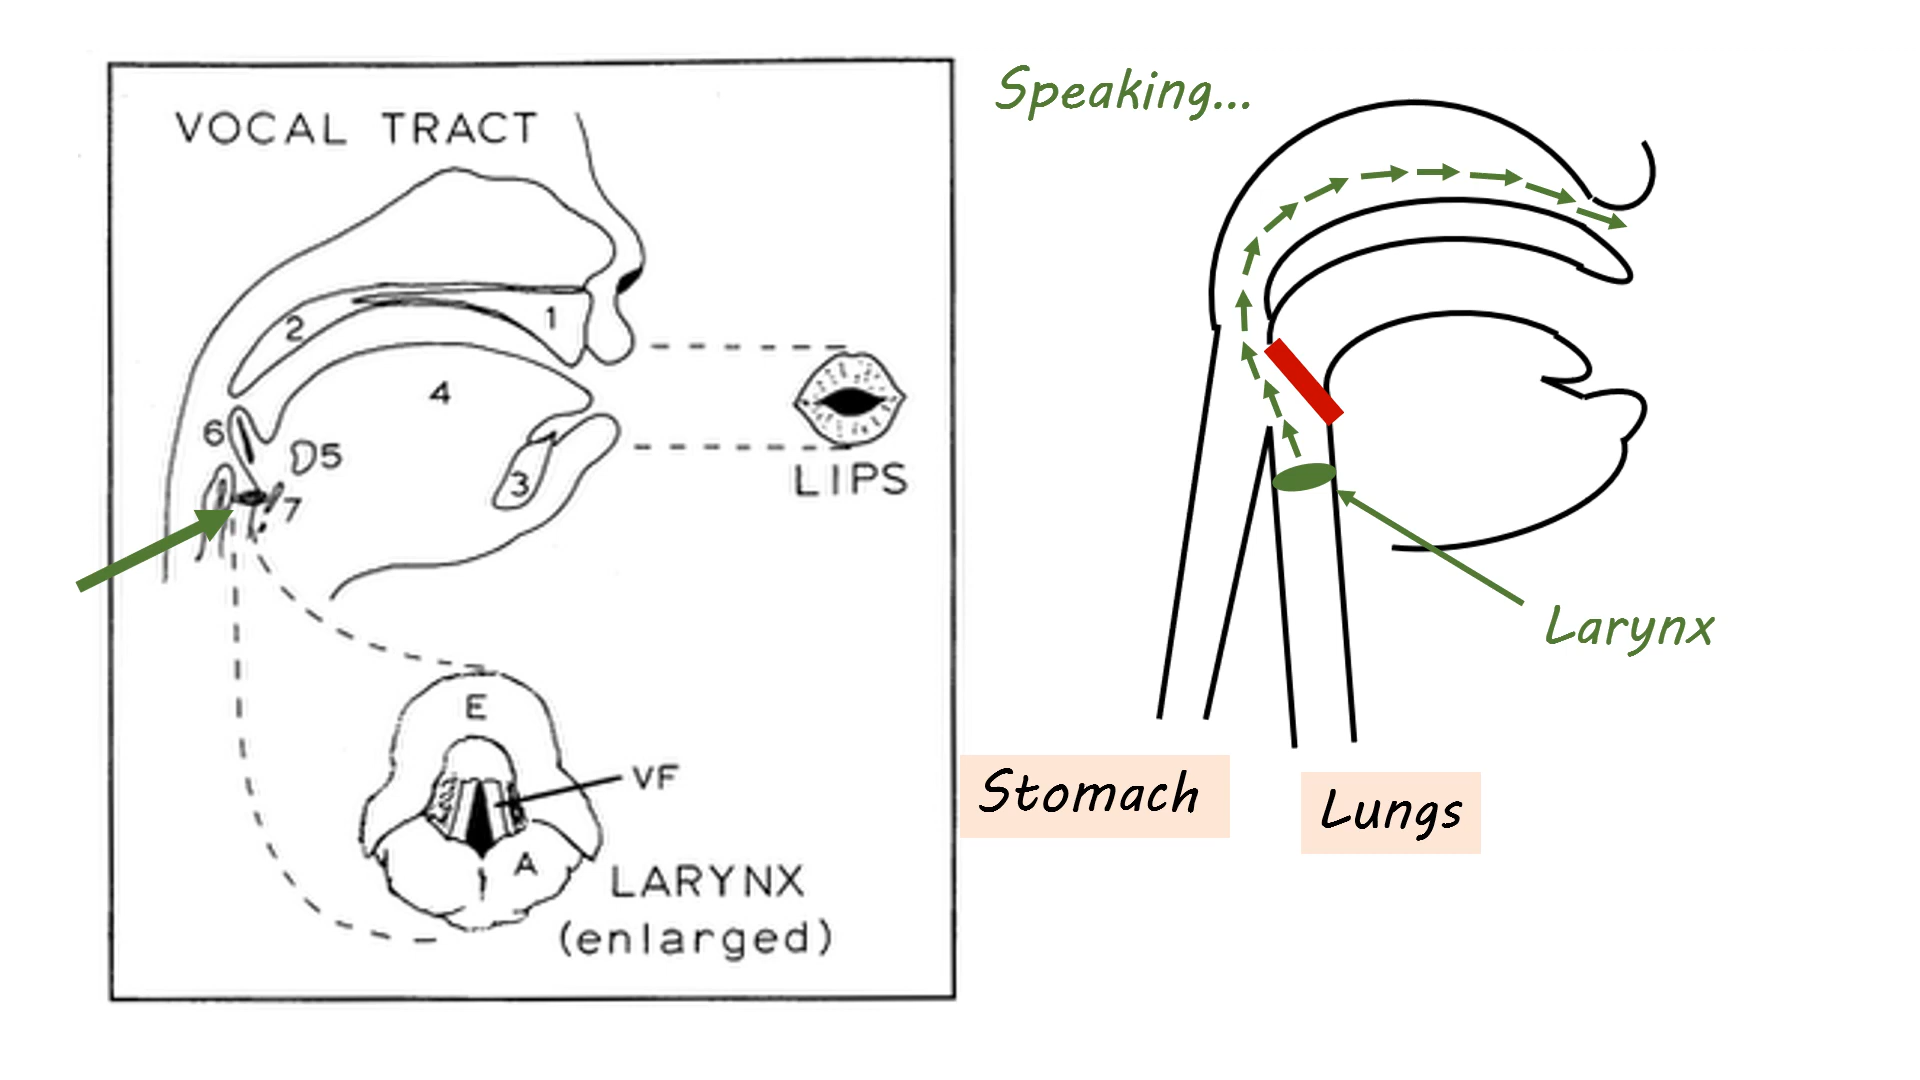 VOCAL TRACT
1
2
4
6
5
3
7
LIPS
E
VF
A
LARYNX
(enlarged)
Speaking...
Larynx
Stomach
Lungs